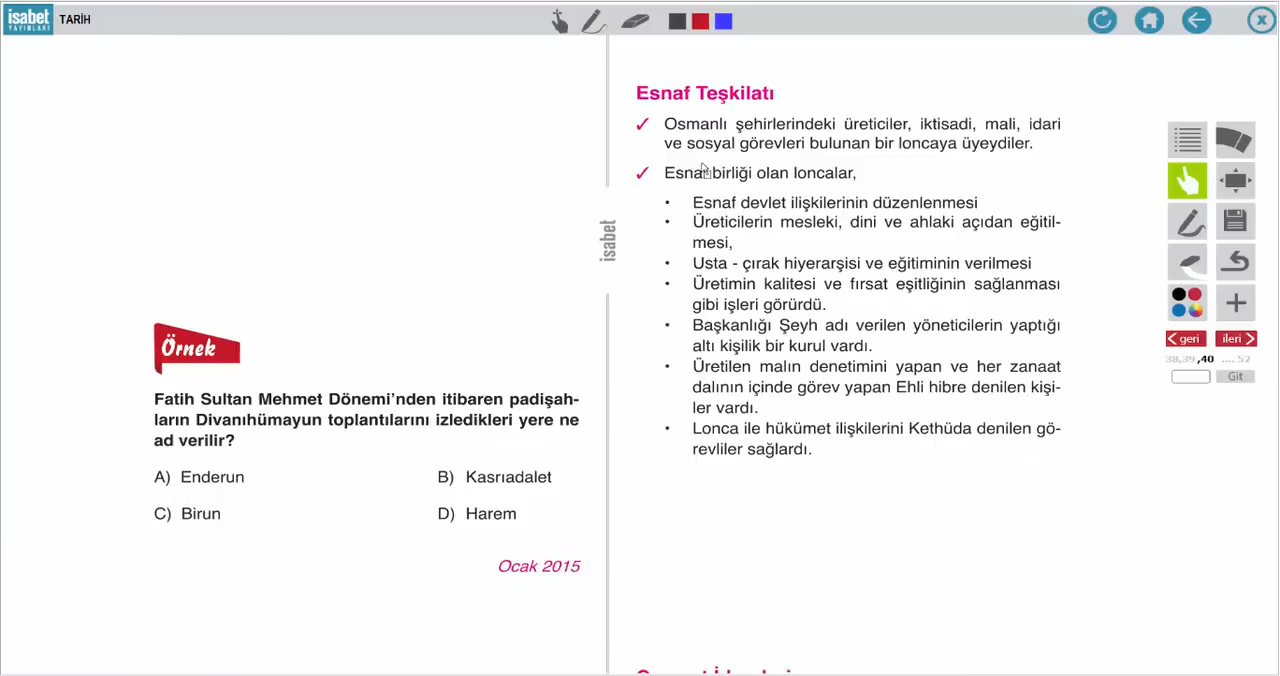 isabet
YAYINLARI
TARİH
Örnek
Fatih Sultan Mehmet Dönemi'nden itibaren padişah-
ların Divanıhümayun toplantılarını izledikleri yere ne
ad verilir?
A) Enderun
B) Kasrıadalet
C) Birun
D) Harem
Ocak 2015
isabet
Esnaf Teşkilatı
✓ Osmanlı şehirlerindeki üreticiler, iktisadi, mali, idari
ve sosyal görevleri bulunan bir loncaya üyeydiler.
✓ Esnaf birliği olan loncalar,
• Esnaf devlet ilişkilerinin düzenlenmesi
• Üreticilerin mesleki, dini ve ahlaki açıdan eğitil-
mesi,
• Usta - çırak hiyerarşisi ve eğitiminin verilmesi
• Üretimin kalitesi ve fırsat eşitliğinin sağlanması
gibi işleri görürdü.
• Başkanlığı Şeyh adı verilen yöneticilerin yaptığı
altı kişilik bir kurul vardı.
• Üretilen malın denetimini yapan ve her zanaat
dalının içinde görev yapan Ehli hibre denilen kişi-
ler vardı.
• Lonca ile hükümet ilişkilerini Kethüda denilen gö-
revliler sağlardı.
geri
ileri
38,39,40 .... 52
Git